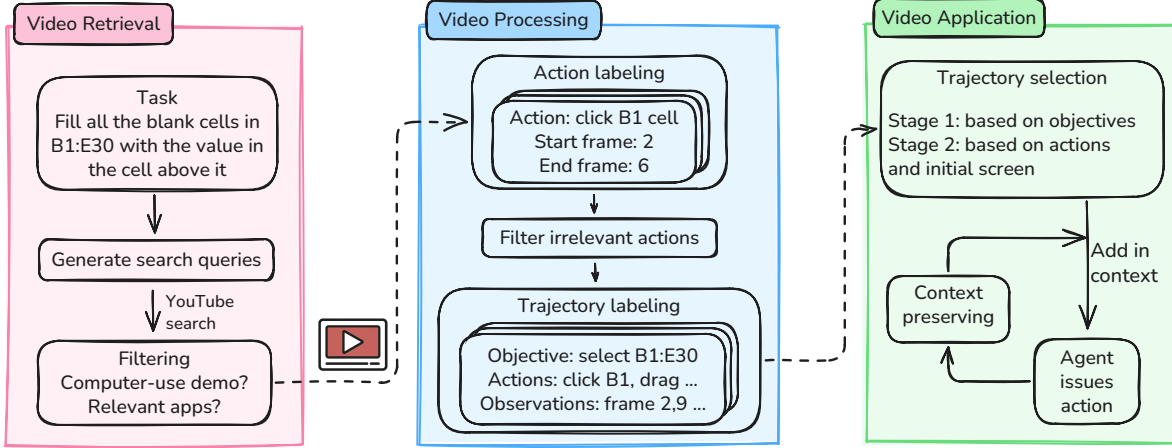 Video Retrieval
Task
Fill all the blank cells in
B1:E30 with the value in
the cell above it
Generate search queries
YouTube
search
Filtering
Computer-use demo?
Relevant apps?
Video Processing
Action labeling
Action: click B1 cell
Start frame: 2
End frame: 6
Filter irrelevant actions
Trajectory labeling
Objective: select B1:E30
Actions: click B1, drag ...
Observations: frame 2,9 ...
Video Application
Trajectory selection
Stage 1: based on objectives
Stage 2: based on actions
and initial screen
Add in
context
Context
preserving
Agent
issues
action